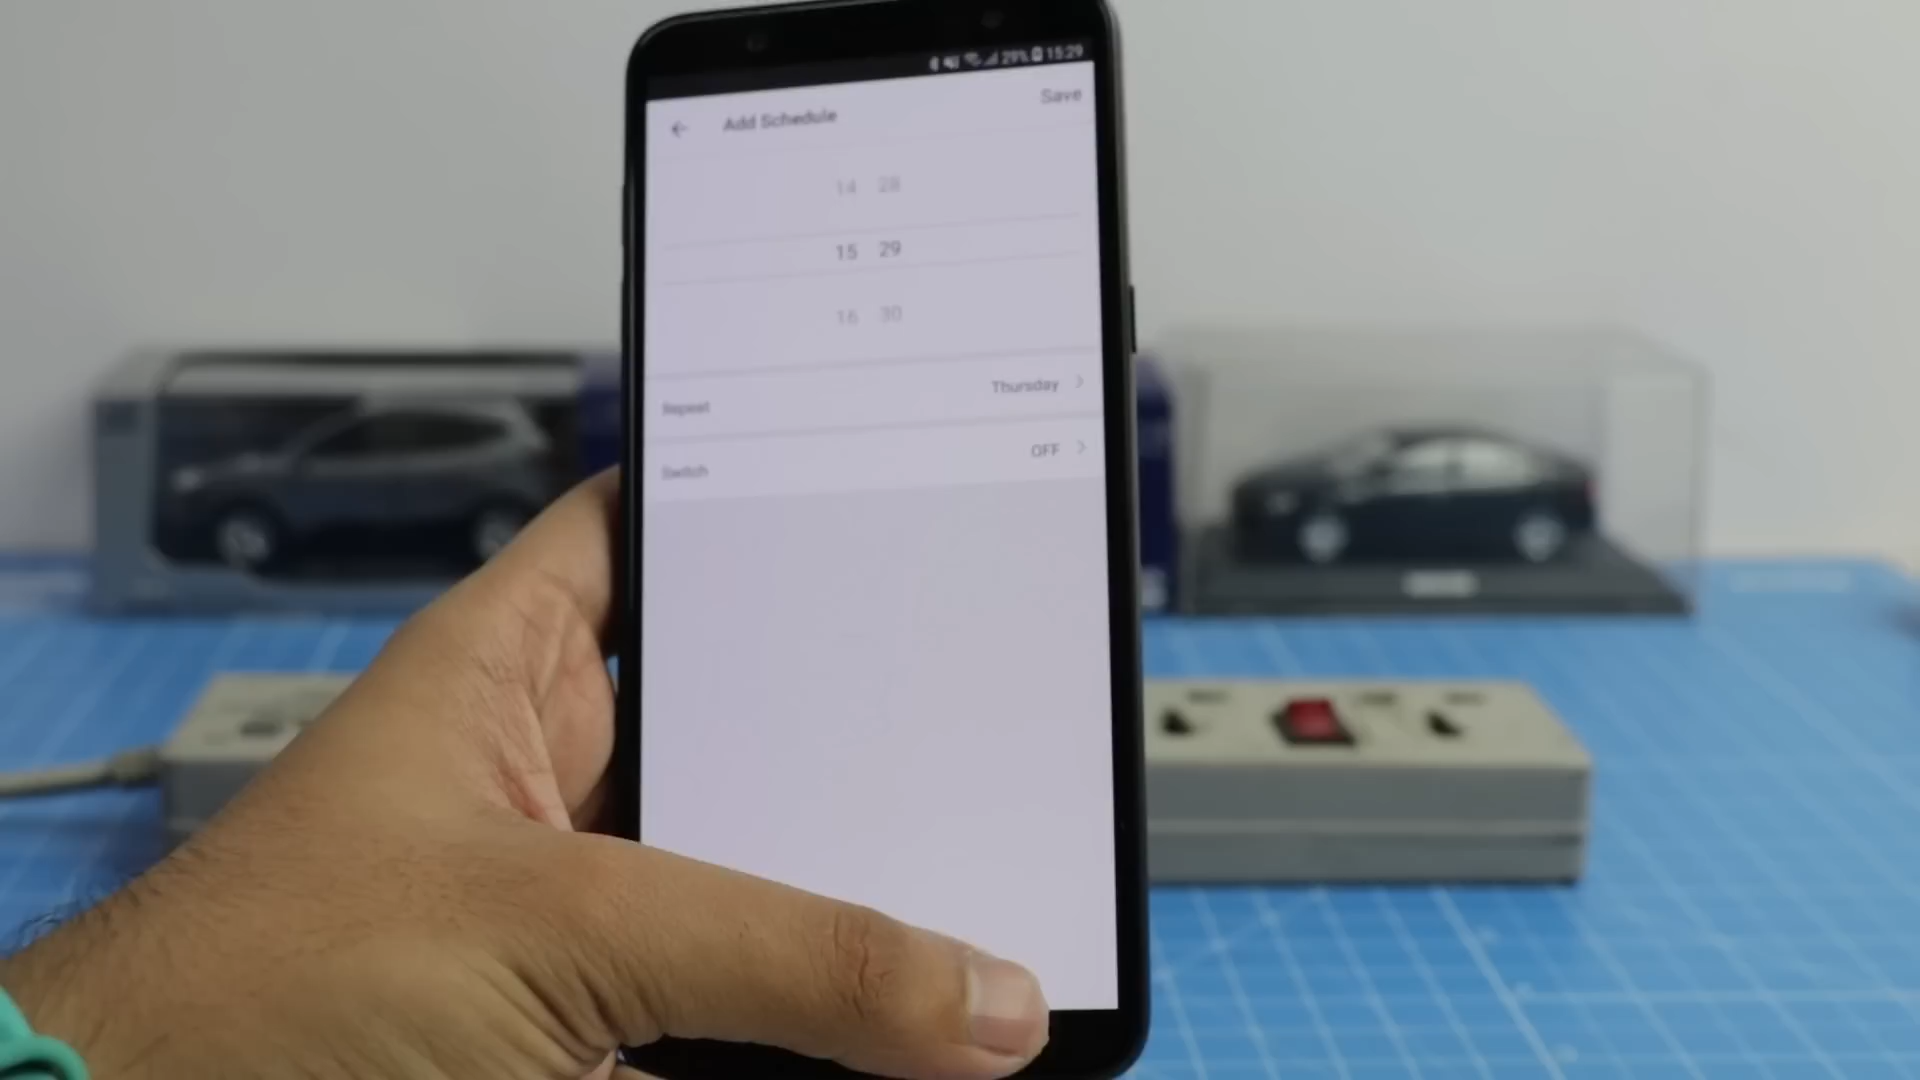 29% 15:29
Save
Add Schedule
14 28
15 29
16 30
Repeat Thursday
Switch OFF